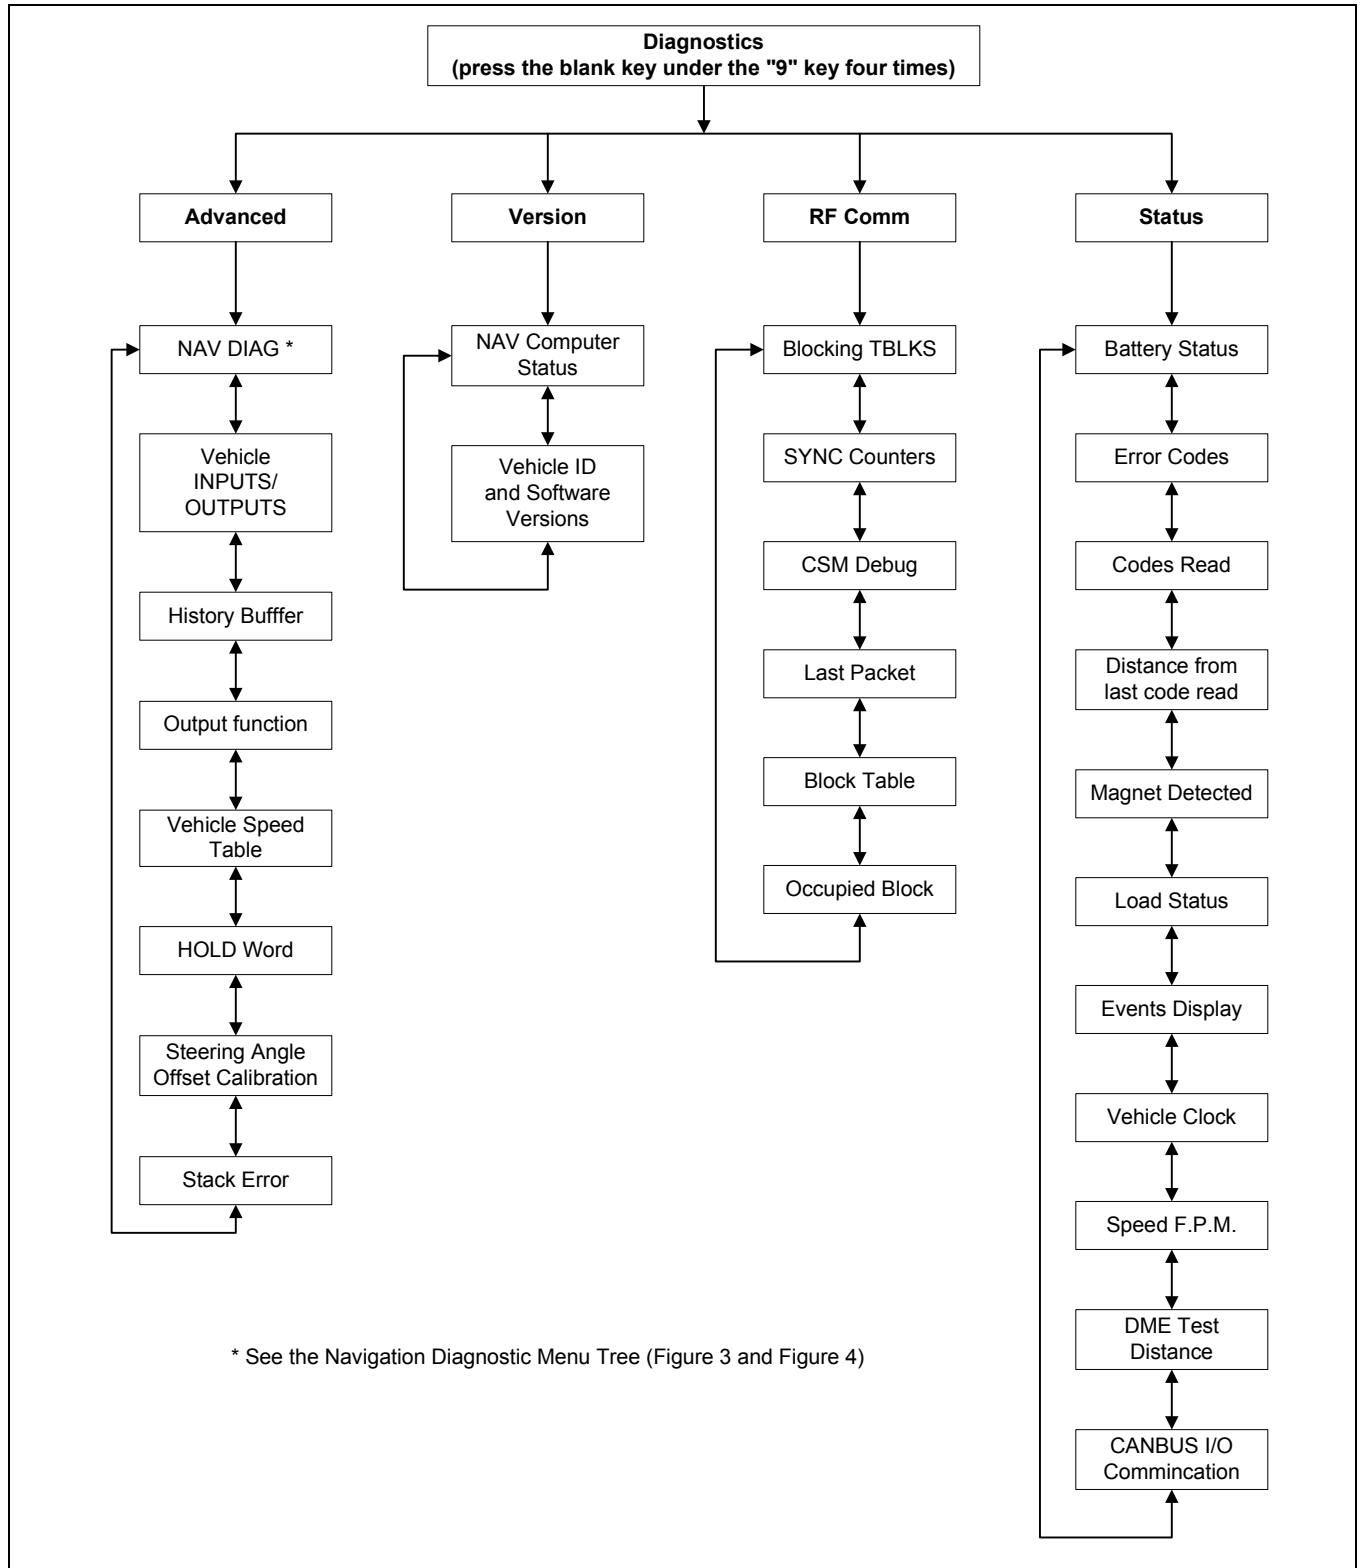 Diagnostics
(press the blank key under the "9" key four times)
Advanced
Version
RF Comm
Status
NAV DIAG *
Vehicle
INPUTS/
OUTPUTS
History Bufffer
Output function
Vehicle Speed
Table
HOLD Word
Steering Angle
Offset Calibration
Stack Error
NAV Computer
Status
Vehicle ID
and Software
Versions
Blocking TBLKS
SYNC Counters
CSM Debug
Last Packet
Block Table
Occupied Block
Battery Status
Error Codes
Codes Read
Distance from
last code read
Magnet Detected
Load Status
Events Display
Vehicle Clock
Speed F.P.M.
DME Test
Distance
CANBUS I/O
Commincation
* See the Navigation Diagnostic Menu Tree (Figure 3 and Figure 4)